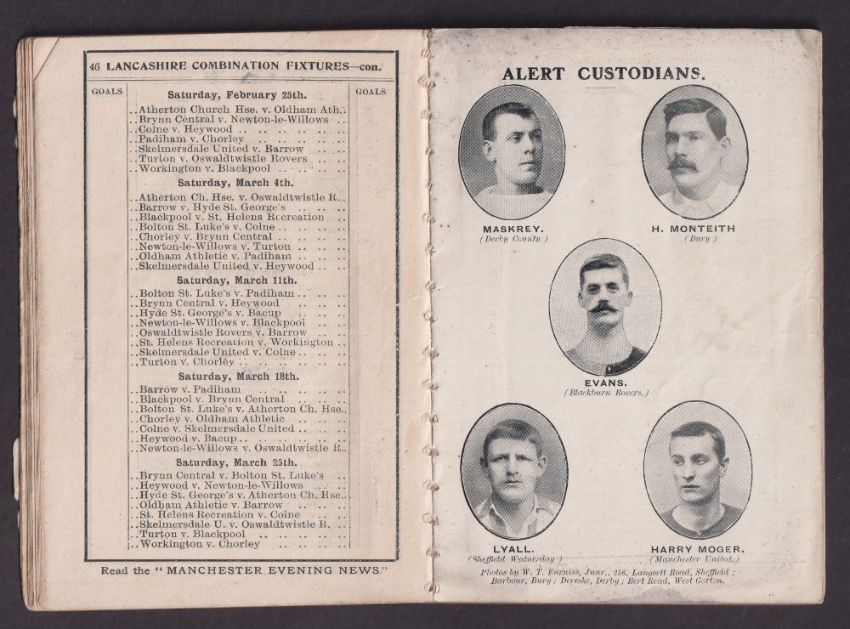 46 LANCASHIRE COMBINATION FIXTURES—con.
GOALS
GOALS
Saturday, February 25th.
..Atherton Church Hse. v. Oldham Ath..
..Brynn Central v. Newton-le-Willows ..
..Colne v. Heywood .. .. .. .. .. ..
..Padiham v. Chorley .. .. .. .. ..
..Skelmersdale United v. Barrow .. ..
..Turton v. Oswaldtwistle Rovers .. ..
..Workington v. Blackpool .. .. .. ..
Saturday, March 4th.
..Atherton Ch. Hse. v. Oswaldtwistle R..
..Barrow v. Hyde St. George's .. .. ..
..Blackpool v. St. Helens Recreation ..
..Bolton St. Luke's v. Colne .. .. .. ..
..Chorley v. Brynn Central .. .. .. ..
..Newton-le-Willows v. Turton .. .. ..
..Oldham Athletic v. Padiham .. .. ..
..Skelmersdale United v. Heywood .. ..
Saturday, March 11th.
..Bolton St. Luke's v. Padiham .. .. ..
..Brynn Central v. Heywood .. .. ..
..Hyde St. George's v. Bacup .. .. ..
..Newton-le-Willows v. Blackpool .. ..
..Oswaldtwistle Rovers v. Barrow .. ..
..St. Helens Recreation v. Workington ..
..Skelmersdale United v. Colne .. .. ..
..Turton v. Chorley .. .. .. .. .. ..
Saturday, March 18th.
..Barrow v. Padiham .. .. .. ..
..Blackpool v. Brynn Central .. .. ..
..Bolton St. Luke's v. Atherton Ch. Hse..
..Chorley v. Oldham Athletic .. .. ..
..Colne v. Skelmersdale United .. .. ..
..Heywood v. Bacup .. .. .. .. .. ..
..Newton-le-Willows v. Oswaldtwistle R..
Saturday, March 25th.
..Brynn Central v. Bolton St. Luke's ..
..Heywood v. Newton-le-Willows .. ..
..Hyde St. George's v. Atherton Ch. Hse..
..Oldham Athletic v. Barrow .. .. ..
..St. Helens Recreation v. Colne .. ..
..Skelmersdale U. v. Oswaldtwistle R. ..
..Turton v. Blackpool .. .. .. ..
..Workington v. Chorley .. .. .. ..
Read the "MANCHESTER EVENING NEWS."
ALERT CUSTODIANS.
MASKREY.
(Derby County)
H. MONTEITH
(Bury)
EVANS.
(Blackburn Rovers.)
LYALL.
(Sheffield Wednesday)
HARRY MOGER.
(Manchester United.)
Photos by W. T. Furniss, Junr., 256, Langsett Road, Sheffield ;
Barbour, Bury ; Derby ; Bert Read, West Gorton.